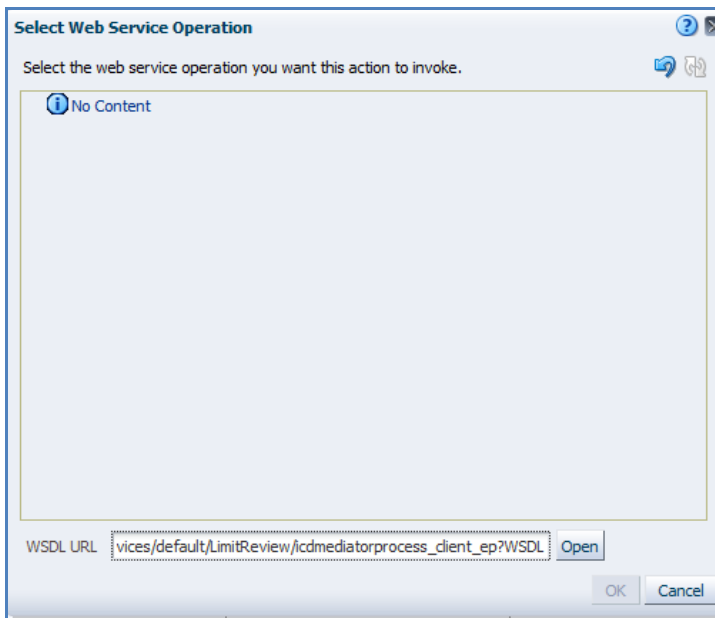 Select Web Service Operation
Select the web service operation you want this action to invoke.
No Content
WSDL URL vices/default/LimitReview/icdmediatorprocess_client_ep?WSDL Open
OK Cancel